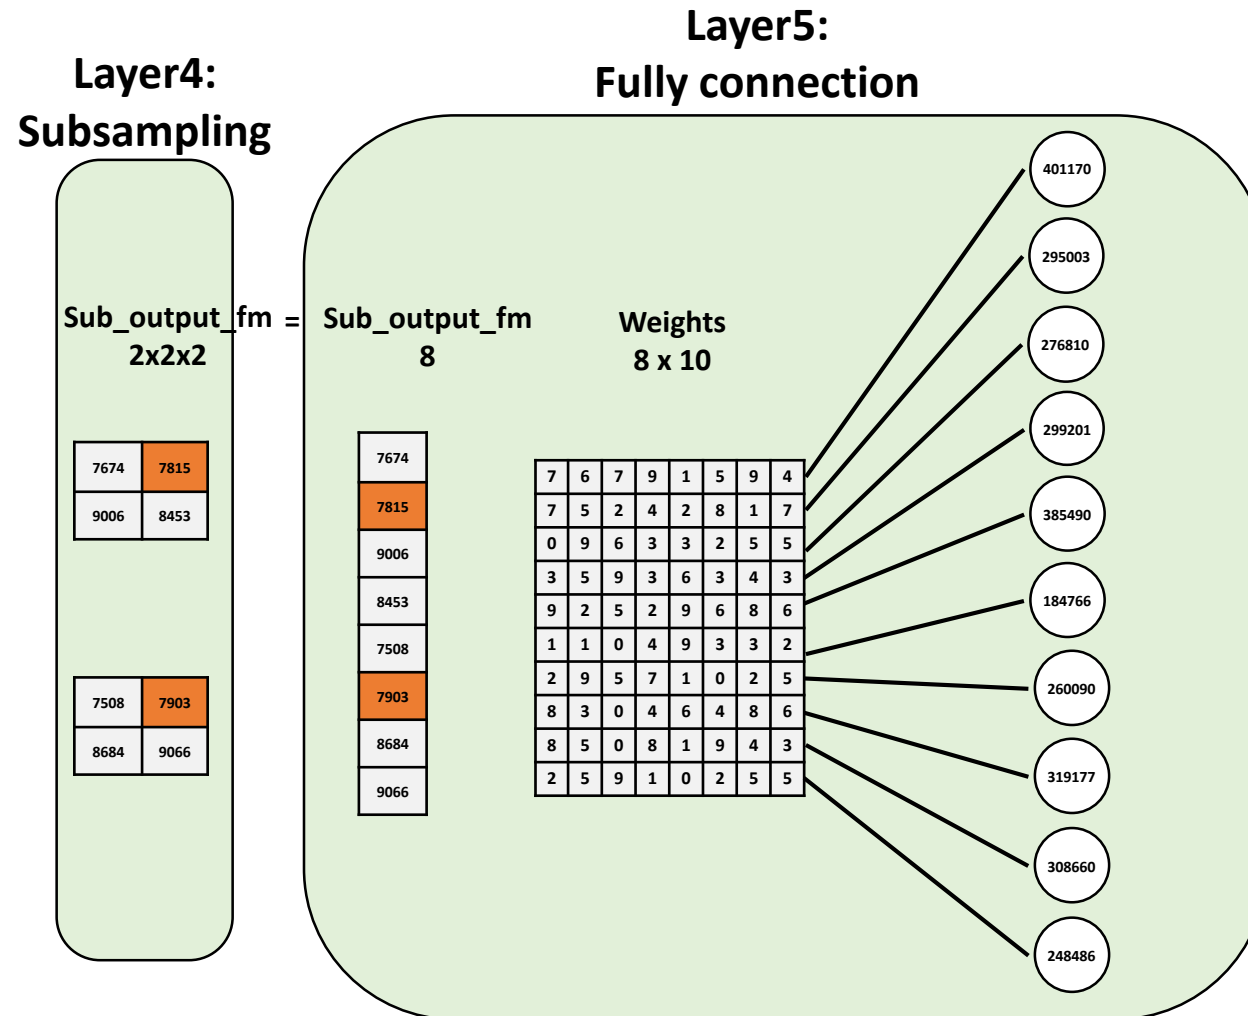 Layer4:
Subsampling
Layer5:
Fully connection
Sub_output_fm =
2x2x2
7674 7815
9006 8453
7508 7903
8684 9066
Sub_output_fm
8
7674
7815
9006
8453
7508
7903
8684
9066
Weights
8 x 10
7 6 7 9 1 5 9 4
7 5 2 4 2 8 1 7
0 9 6 3 3 2 5 5
3 5 9 3 6 3 4 3
9 2 5 2 9 6 8 6
1 1 0 4 9 3 3 2
2 9 5 7 1 0 2 5
8 3 0 4 6 4 8 6
8 5 0 8 1 9 4 3
2 5 9 1 0 2 5 5
401170
295003
276810
299201
385490
184766
260090
319177
308660
248486